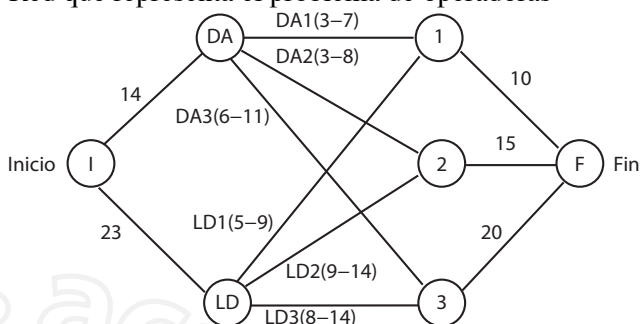 DA1(3–7)
DA
1
DA2(3–8)
10
14
DA3(6–11)
15
Inicio
I
2
F
Fin
LD1(5–9)
23
20
LD2(9–14)
LD
3
LD3(8–14)